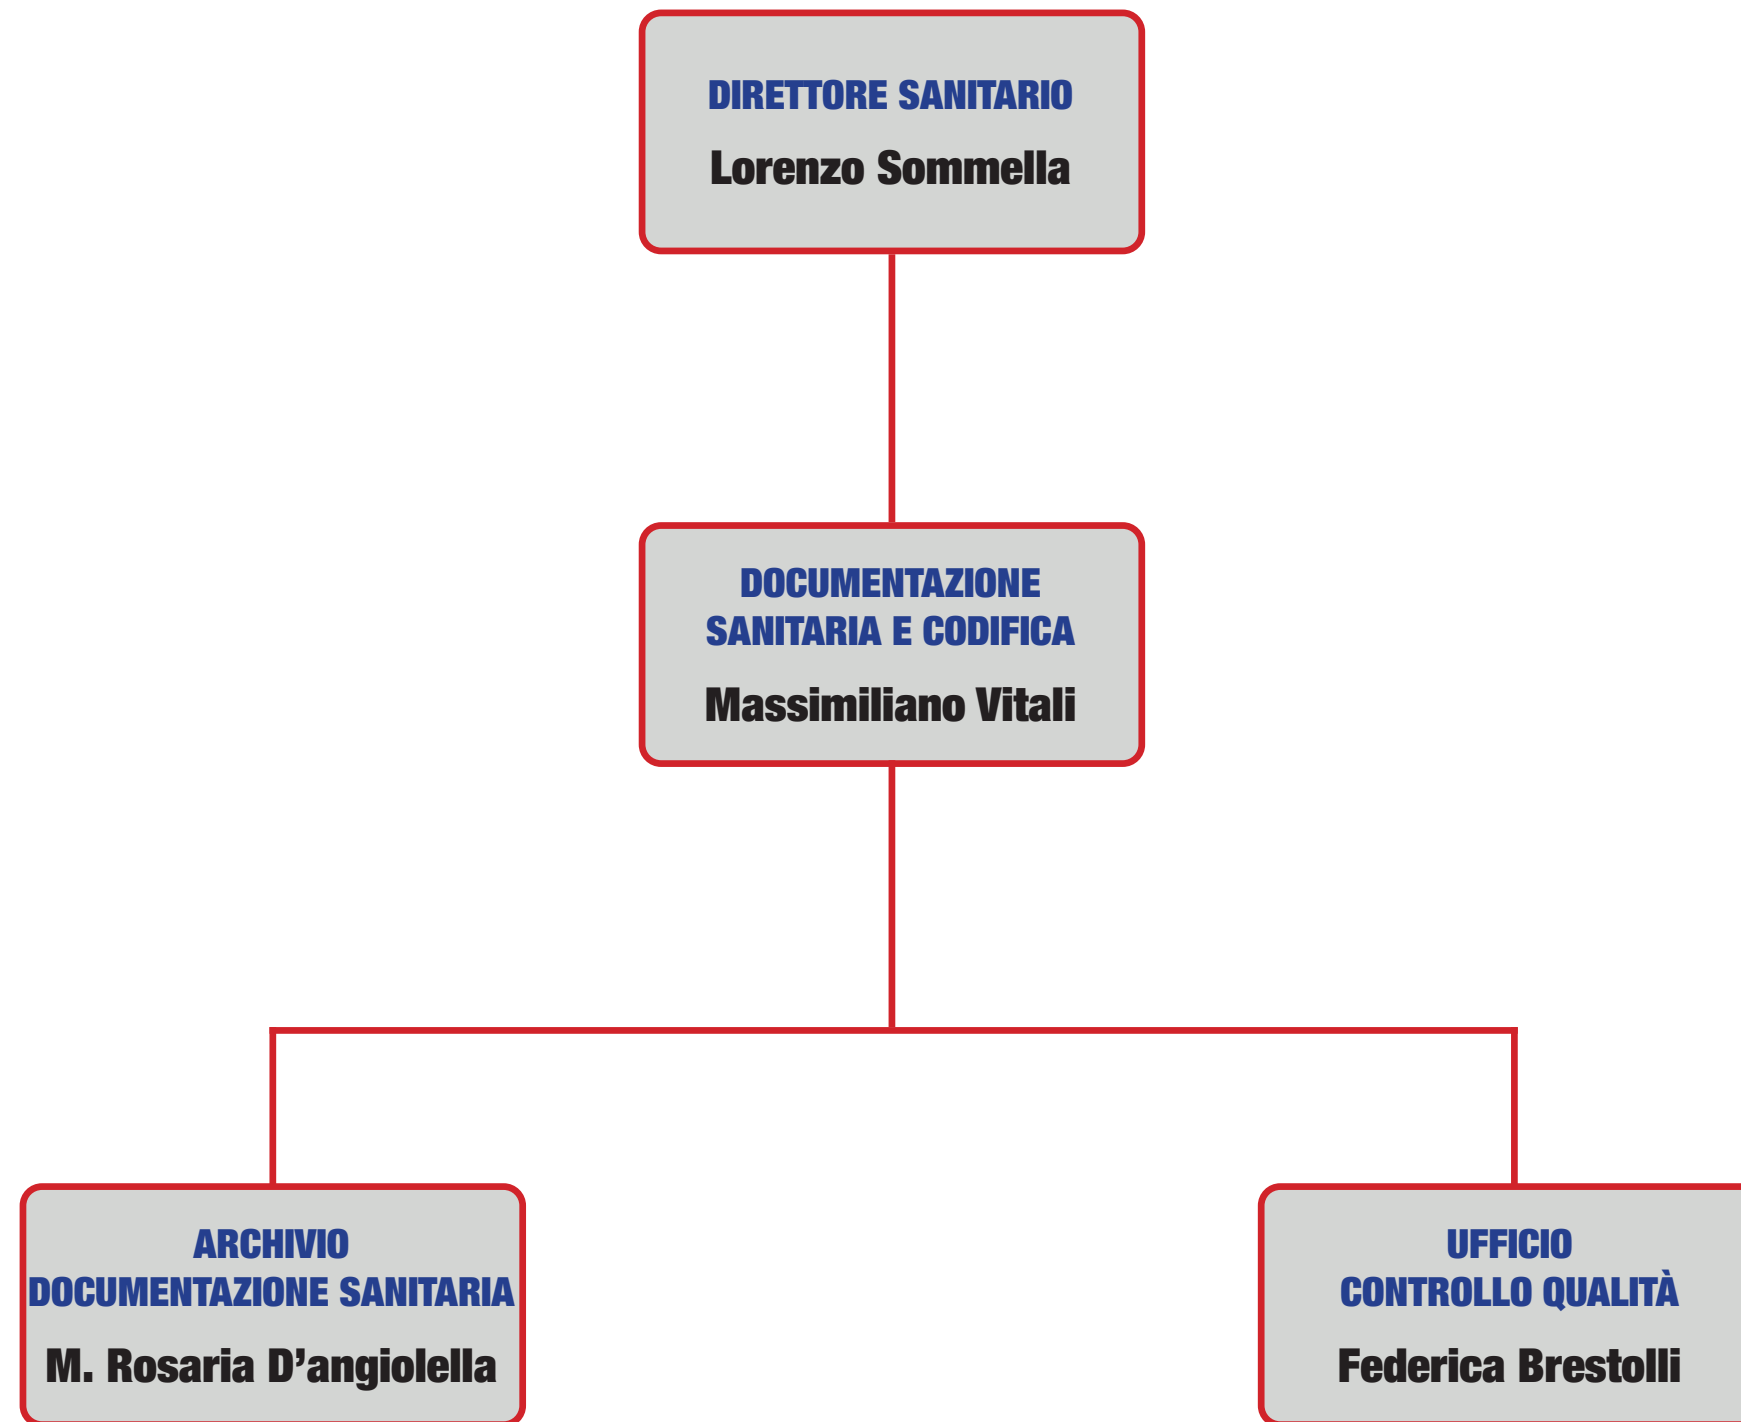 DIRETTORE SANITARIO
Lorenzo Sommella
DOCUMENTAZIONE
SANITARIA E CODIFICA
Massimiliano Vitali
ARCHIVIO
DOCUMENTAZIONE SANITARIA
M. Rosaria D’angiolella
UFFICIO
CONTROLLO QUALITÀ
Federica Brestolli